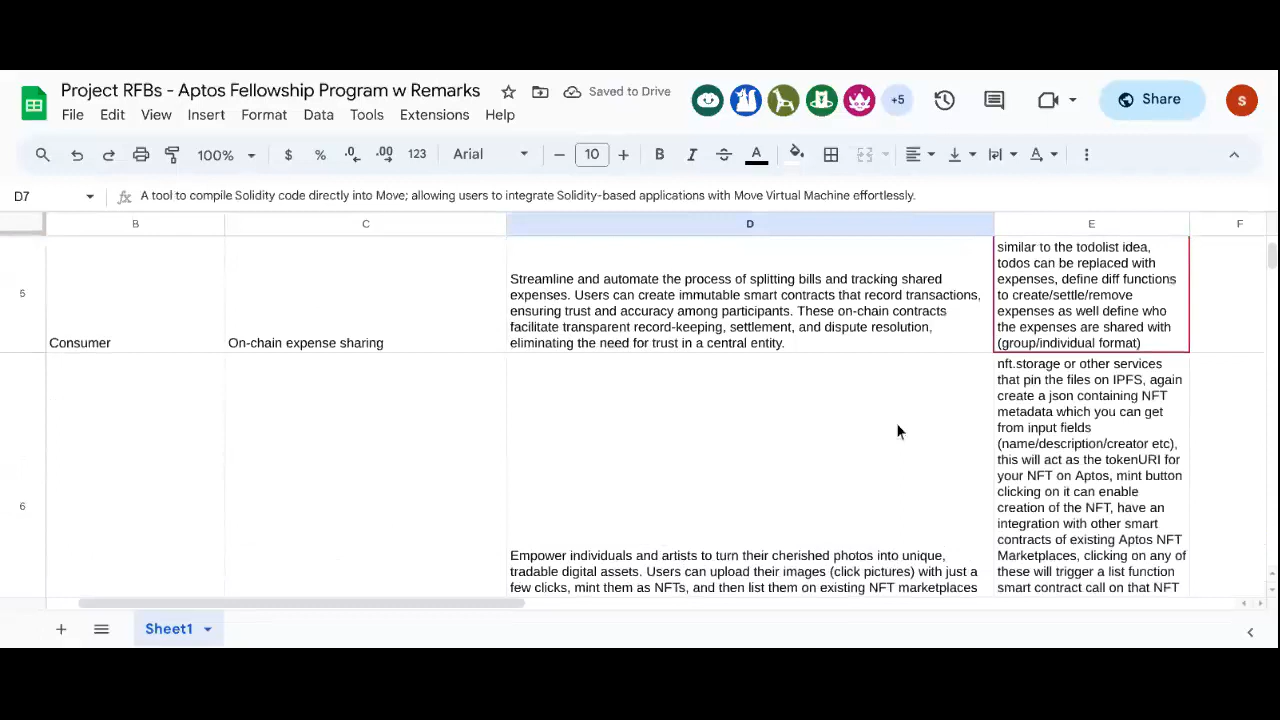 Project RFBs - Aptos Fellowship Program w Remarks
Saved to Drive
+5
Share
S
File Edit View Insert Format Data Tools Extensions Help
100% $ % .0 .00 123 Arial 10 B I S A
D7 fx A tool to compile Solidity code directly into Move; allowing users to integrate Solidity-based applications with Move Virtual Machine effortlessly.
B C D E F
5
Consumer
On-chain expense sharing
Streamline and automate the process of splitting bills and tracking shared
expenses. Users can create immutable smart contracts that record transactions,
ensuring trust and accuracy among participants. These on-chain contracts
facilitate transparent record-keeping, settlement, and dispute resolution,
eliminating the need for trust in a central entity.
similar to the todolist idea,
todos can be replaced with
expenses, define diff functions
to create/settle/remove
expenses as well define who
the expenses are shared with
(group/individual format)
6
Empower individuals and artists to turn their cherished photos into unique,
tradable digital assets. Users can upload their images (click pictures) with just a
few clicks, mint them as NFTs, and then list them on existing NFT marketplaces
nft.storage or other services
that pin the files on IPFS, again
create a json containing NFT
metadata which you can get
from input fields
(name/description/creator etc),
this will act as the tokenURI for
your NFT on Aptos, mint button
clicking on it can enable
creation of the NFT, have an
integration with other smart
contracts of existing Aptos NFT
Marketplaces, clicking on any of
these will trigger a list function
smart contract call on that NFT
Sheet1